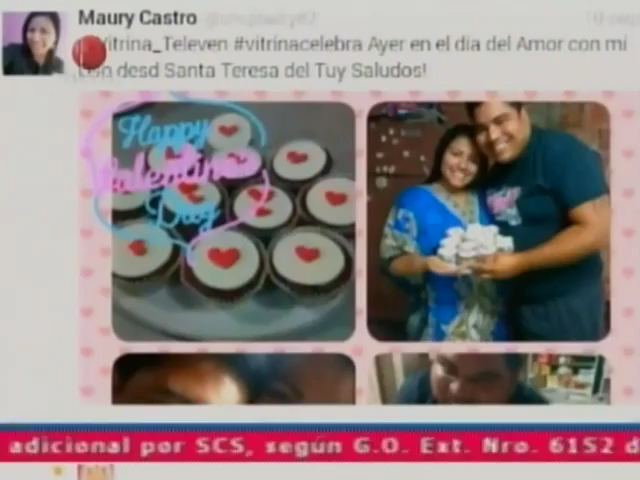 Maury Castro
Vitrina_Televen #vitrinacelebra Ayer en el dia del Amor con mi
desd Santa Teresa del Tuy Saludos!
Happy
Valentine
Day
adicional por SCS, según G.O. Ext. Nro. 6152 d